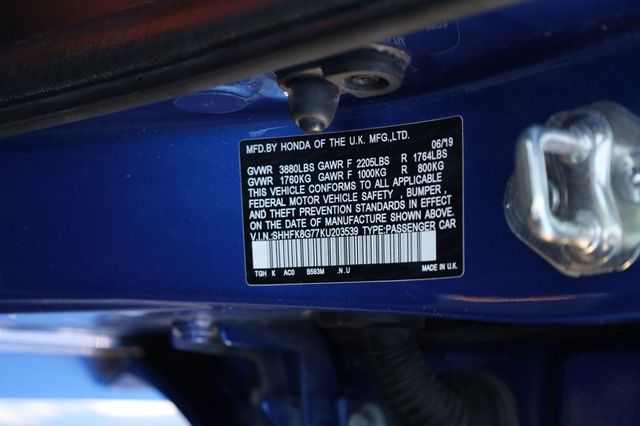 MFD.BY HONDA OF THE U.K. MFG.,LTD. 06/19
GVWR 3880LBS GAWR F 2205LBS R 1764LBS
GVWR 1760KG GAWR F 1000KG R 800KG
THIS VEHICLE CONFORMS TO ALL APPLICABLE
FEDERAL MOTOR VEHICLE SAFETY , BUMPER ,
AND THEFT PREVENTION STANDARDS IN EFFECT
ON THE DATE OF MANUFACTURE SHOWN ABOVE.
V.I.N.:SHHFK8G77KU203539 TYPE:PASSENGER CAR
TGH K AC0 B593M .N .U MADE IN U.K.